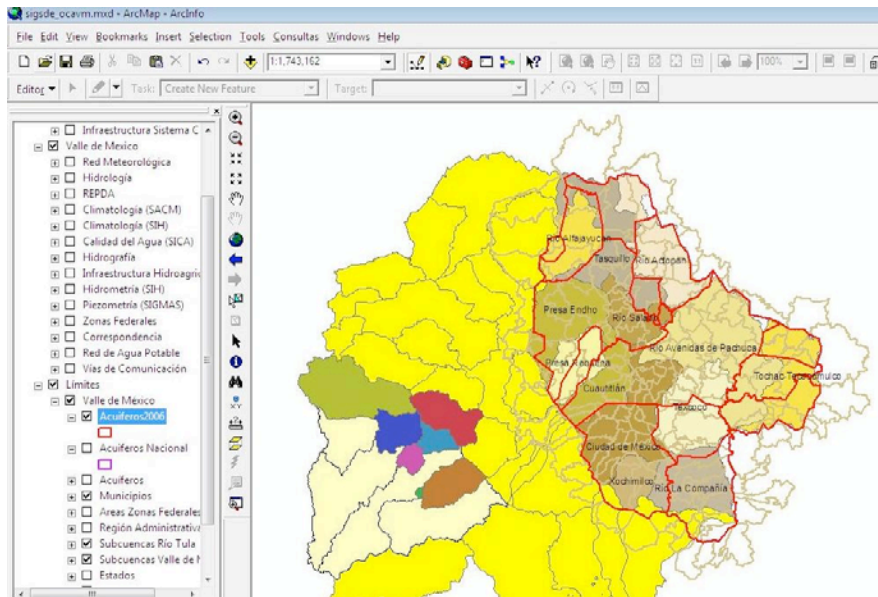 sigsde_ocavm.mxd - ArcMap - ArcInfo
File Edit View Bookmarks Insert Selection Tools Consultas Windows Help
1:1,743,162
100%
Editor Task: Create New Feature Target:
Infraestructura Sistema C
Valle de Mexico
Red Meteorológica
Hidrología
REPDA
Climatología (SACM)
Climatología (SIH)
Calidad del Agua (SICA)
Hidrografía
Infraestructura Hidroagríc
Hidrometría (SIH)
Piezometría (SIGMAS)
Zonas Federales
Correspondencia
Red de Agua Potable
Vías de Comunicación
Límites
Valle de México
Acuiferos2006
Acuiferos Nacional
Acuíferos
Municipios
Areas Zonas Federales
Región Administrativa
Subcuencas Río Tula
Subcuencas Valle de M
Estados
Río Alfajayucan
Tasquillo
Río Actopan
Presa Endho
Río Salado
Río Avenidas de Pachuca
Presa Requena
Tochac-Tecocomulco
Cuautitlán
Texcoco
Ciudad de México
Xochimilco
Río La Compañía